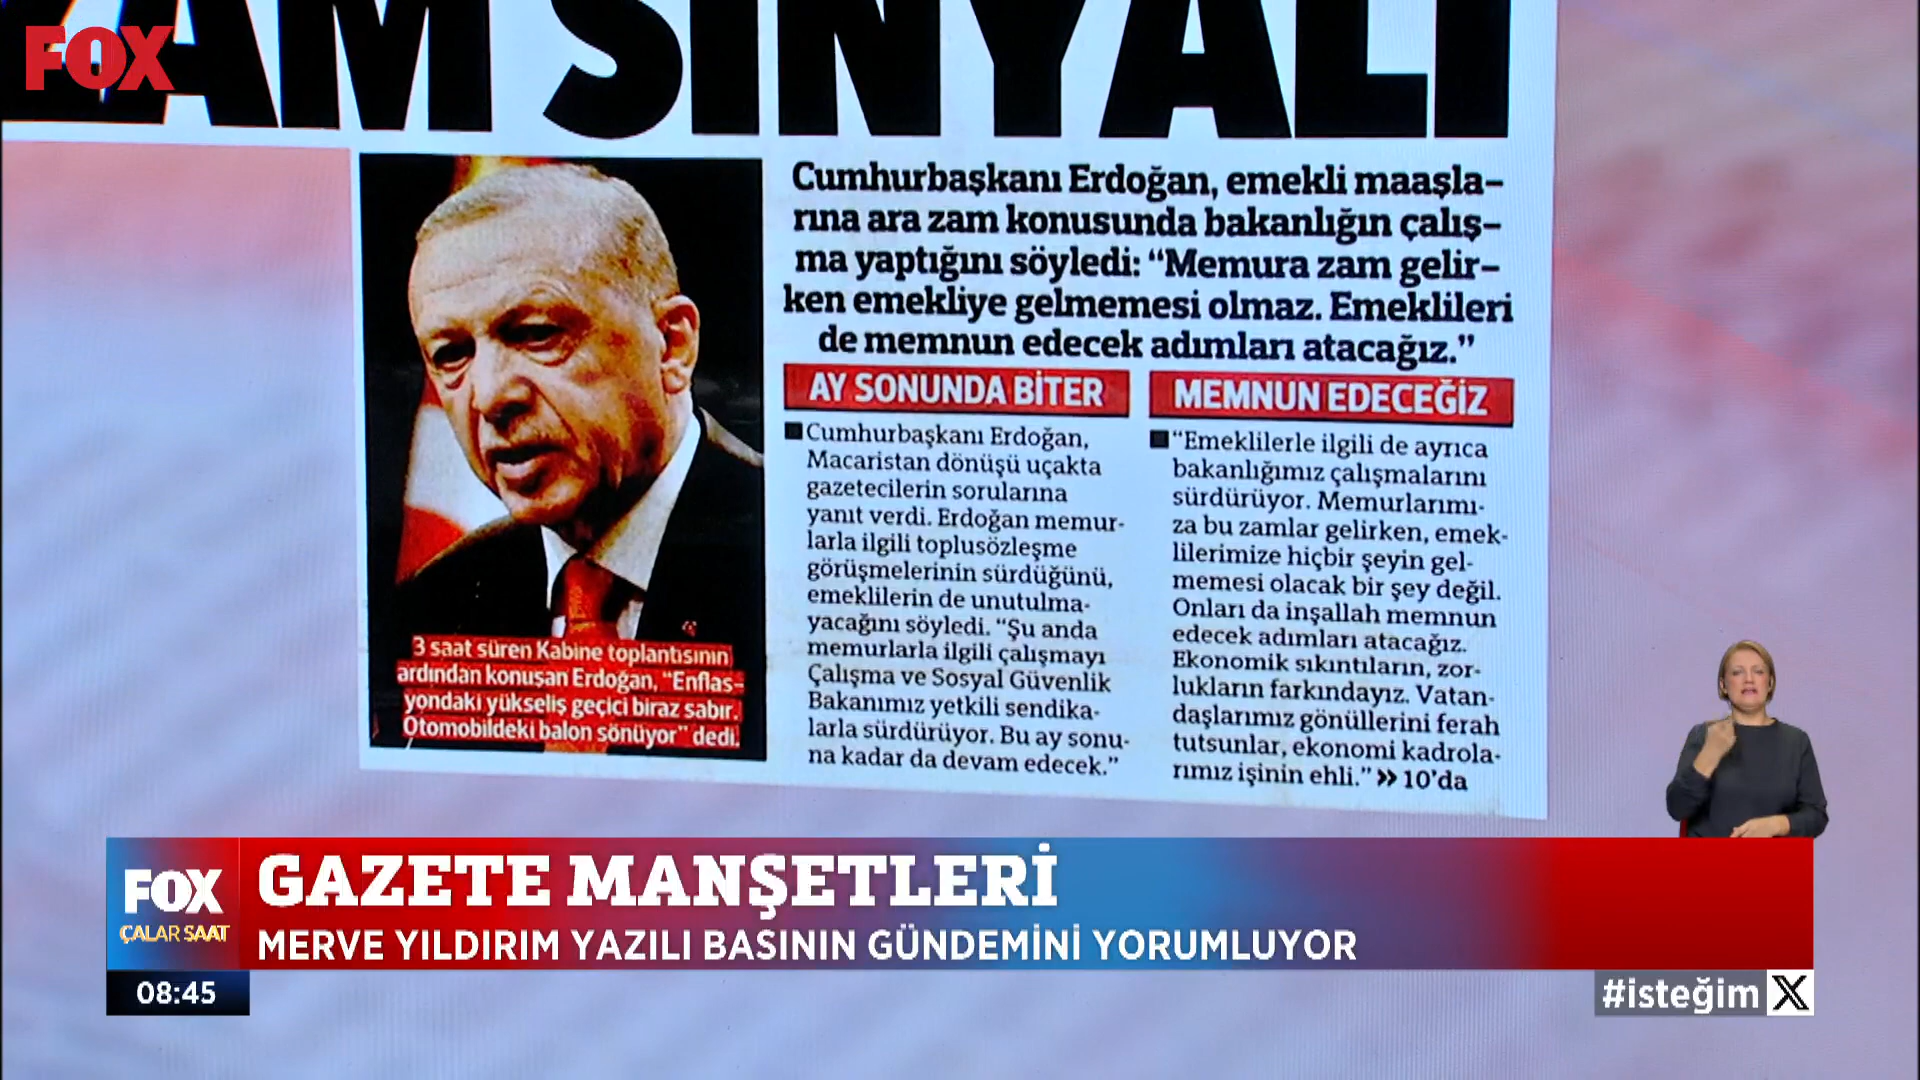 FOX
ZAM SİNYALİ
Cumhurbaşkanı Erdoğan, emekli maaşla-
rına ara zam konusunda bakanlığın çalış-
ma yaptığını söyledi: “Memura zam gelir-
ken emekliye gelmemesi olmaz. Emeklileri
de memnun edecek adımları atacağız.”
3 saat süren Kabine toplantısının
ardından konuşan Erdoğan, “Enflas-
yondaki yükseliş geçici biraz sabır.
Otomobildeki balon sönüyor” dedi.
AY SONUNDA BİTER
Cumhurbaşkanı Erdoğan,
Macaristan dönüşü uçakta
gazetecilerin sorularına
yanıt verdi. Erdoğan memur-
larla ilgili toplusözleşme
görüşmelerinin sürdüğünü,
emeklilerin de unutulma-
yacağını söyledi. “Şu anda
memurlarla ilgili çalışmayı
Çalışma ve Sosyal Güvenlik
Bakanımız yetkili sendika-
larla sürdürüyor. Bu ay sonu-
na kadar da devam edecek.”
MEMNUN EDECEĞİZ
“Emeklilerle ilgili de ayrıca
bakanlığımız çalışmalarını
sürdürüyor. Memurlarımı-
za bu zamlar gelirken, emek-
lilerimize hiçbir şeyin gel-
memesi olacak bir şey değil.
Onları da inşallah memnun
edecek adımları atacağız.
Ekonomik sıkıntıların, zor-
lukların farkındayız. Vatan-
daşlarımız gönüllerini ferah
tutsunlar, ekonomi kadrola-
rımız işinin ehli.” » 10’da
FOX
ÇALAR SAAT
GAZETE MANŞETLERİ
MERVE YILDIRIM YAZILI BASININ GÜNDEMİNİ YORUMLUYOR
08:45
#isteğim X